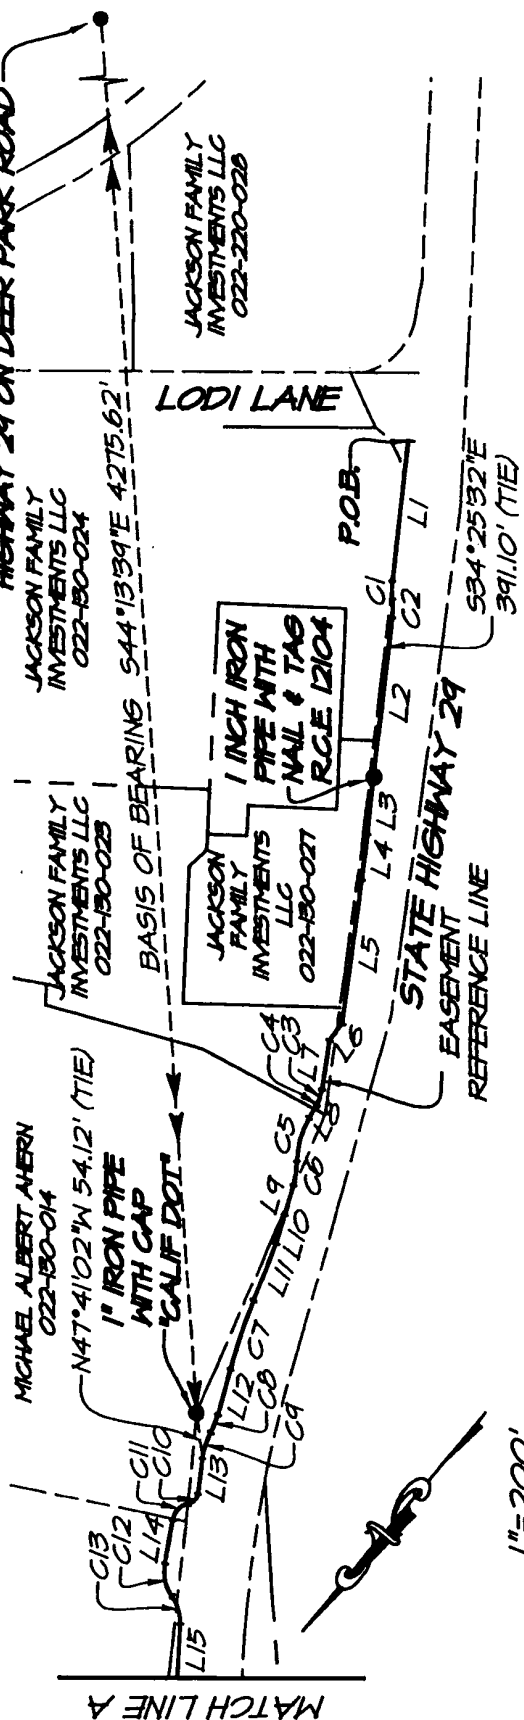 HIGHWAY 29 ON DEER PARK ROAD
JACKSON FAMILY
INVESTMENTS LLC
022-220-028
JACKSON FAMILY
INVESTMENTS LLC
022-130-024
LODI LANE
P.O.B.
BASIS OF BEARING S44°13'39"E 4275.62'
JACKSON FAMILY
INVESTMENTS LLC
022-130-023
1 INCH IRON
PIPE WITH
NAIL & TAG
R.C.E. 12104
JACKSON
FAMILY
INVESTMENTS
LLC
022-130-027
S34°25'32"E
391.10' (TIE)
L1
C1
C2
L2
L3
L4
L5
STATE HIGHWAY 29
EASEMENT
REFERENCE LINE
L6
C4
C3
L7
L8
C5
C6
L9
L10
L11
C7
L12
C8
C9
MICHAEL ALBERT AHERN
022-130-014
N47°41'02"W 54.12' (TIE)
1" IRON PIPE
WITH CAP
"CALIF DOT"
C11
C10
L13
C13
C12
L14
L15
MATCH LINE A
1"=200'